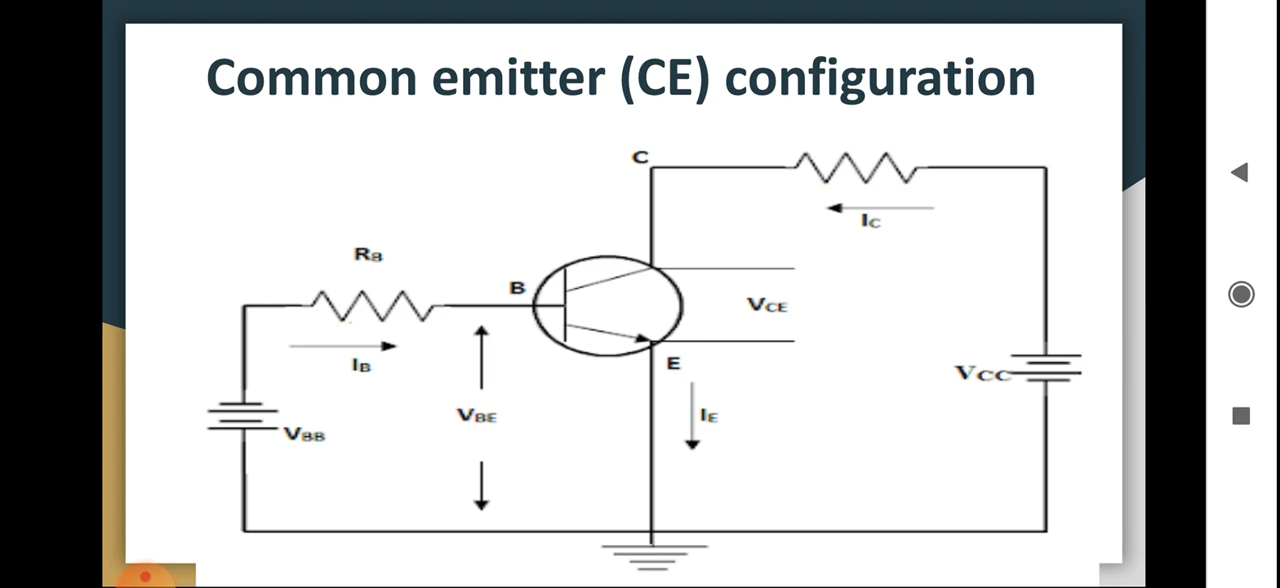 Common emitter (CE) configuration
C
IC
RB
B
VCE
IB
E
VCC
VBE
IE
VBB